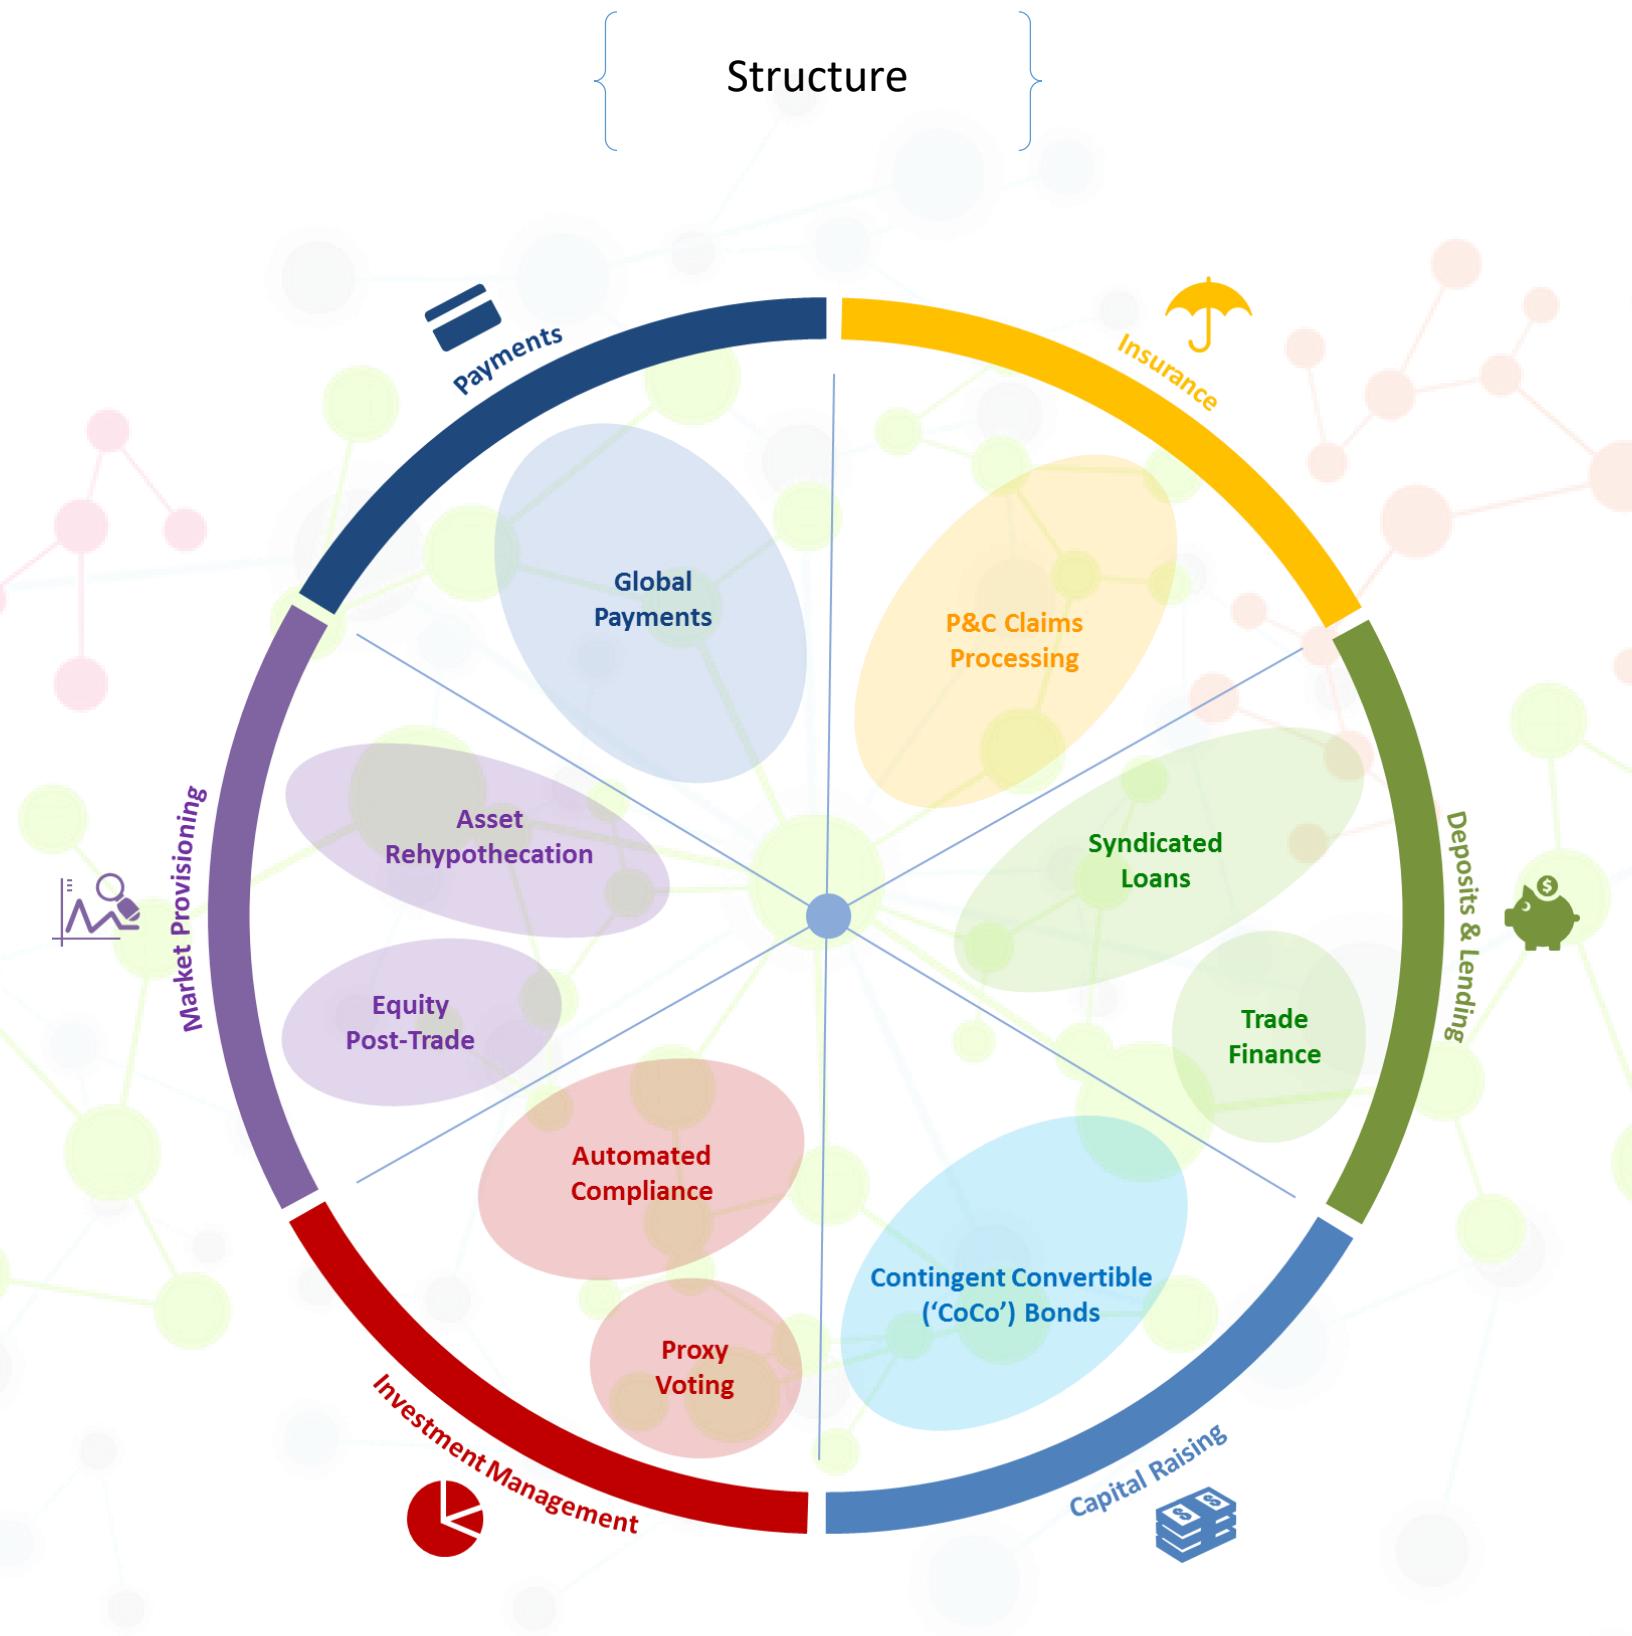 Structure
Payments
Insurance
Global
Payments
P&C Claims
Processing
Market Provisioning
Asset
Rehypothecation
Syndicated
Loans
Deposits & Lending
Equity
Post-Trade
Trade
Finance
Automated
Compliance
Contingent Convertible
(‘CoCo’) Bonds
Proxy
Voting
Investment Management
Capital Raising